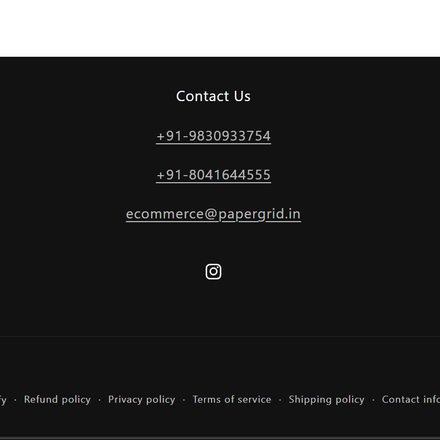 Contact Us
+91-9830933754
+91-8041644555
ecommerce@papergrid.in
· Refund policy · Privacy policy · Terms of service · Shipping policy · Contact